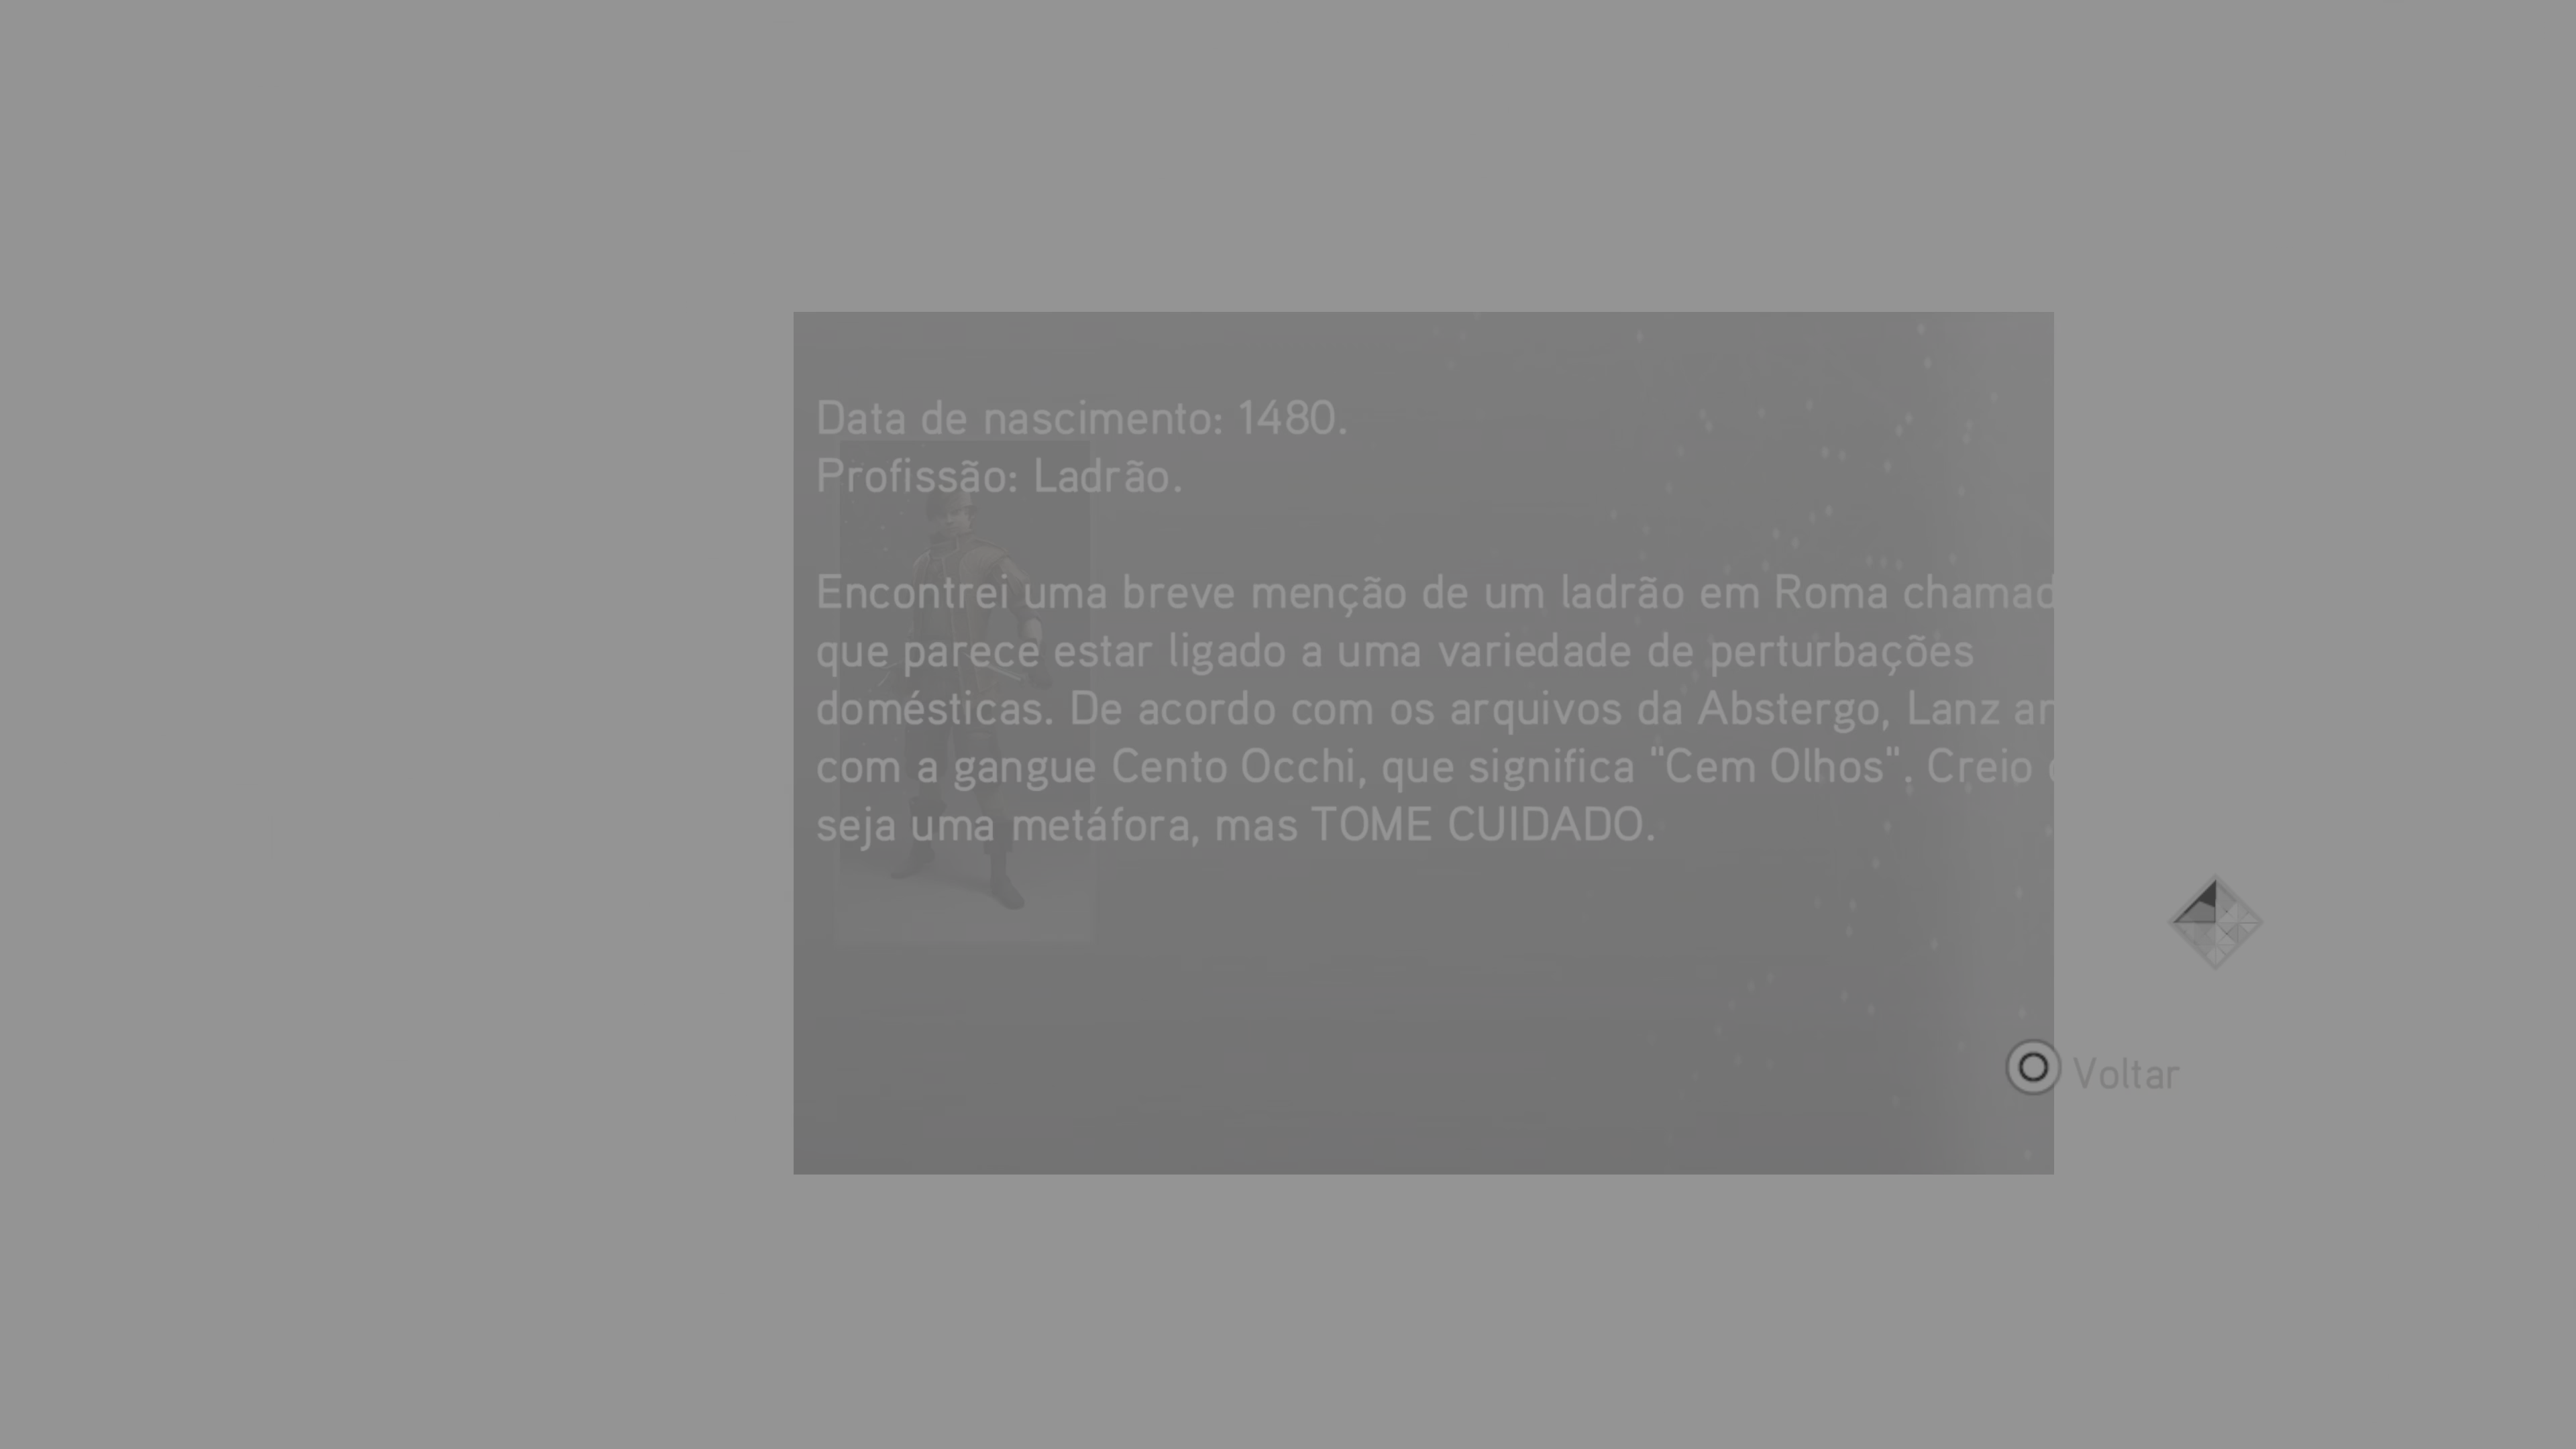 Data de nascimento: 1480.
Profissão: Ladrão.
Encontrei uma breve menção de um ladrão em Roma chamad
que parece estar ligado a uma variedade de perturbações
domésticas. De acordo com os arquivos da Abstergo, Lanz
com a gangue Cento Occhi, que significa "Cem Olhos". Creio
seja uma metáfora, mas TOME CUIDADO.
Voltar